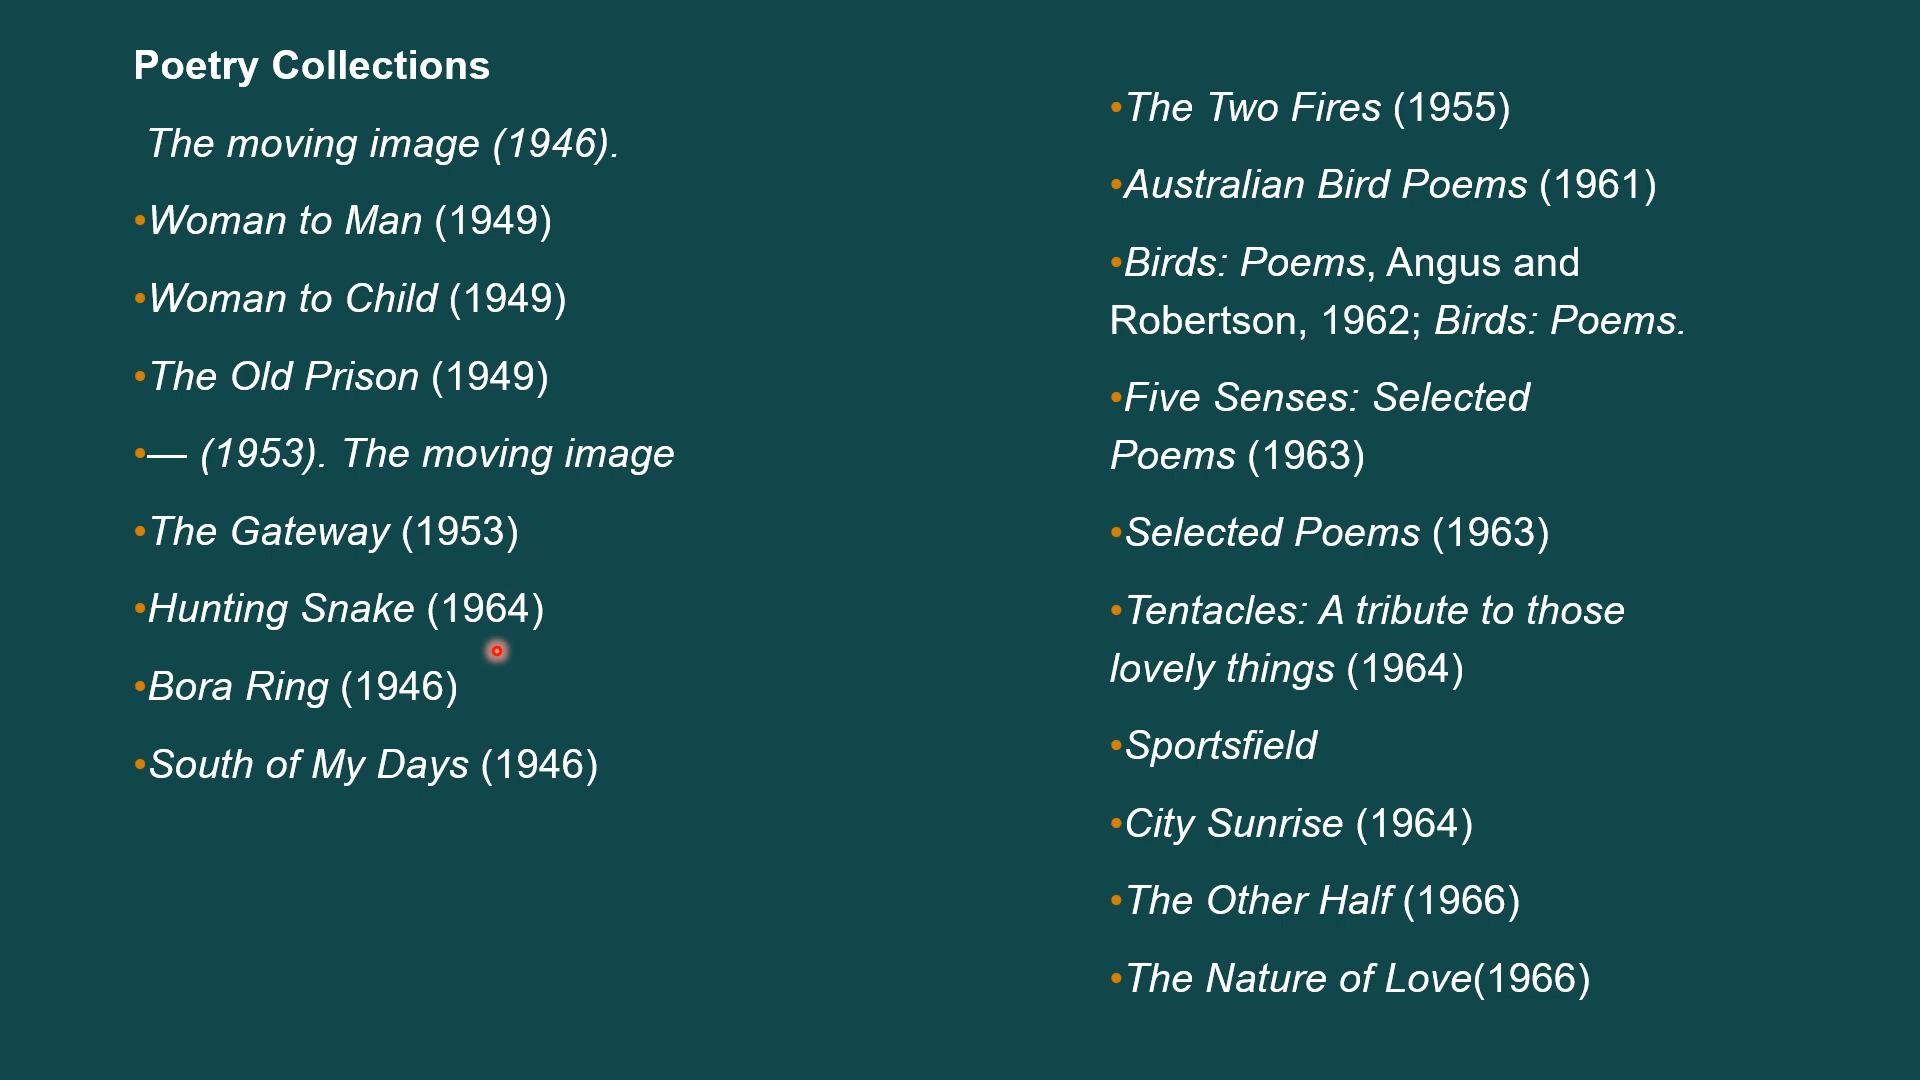 Poetry Collections
The moving image (1946).
•Woman to Man (1949)
•Woman to Child (1949)
•The Old Prison (1949)
•— (1953). The moving image
•The Gateway (1953)
•Hunting Snake (1964)
•Bora Ring (1946)
•South of My Days (1946)
•The Two Fires (1955)
•Australian Bird Poems (1961)
•Birds: Poems, Angus and
Robertson, 1962; Birds: Poems.
•Five Senses: Selected
Poems (1963)
•Selected Poems (1963)
•Tentacles: A tribute to those
lovely things (1964)
•Sportsfield
•City Sunrise (1964)
•The Other Half (1966)
•The Nature of Love(1966)